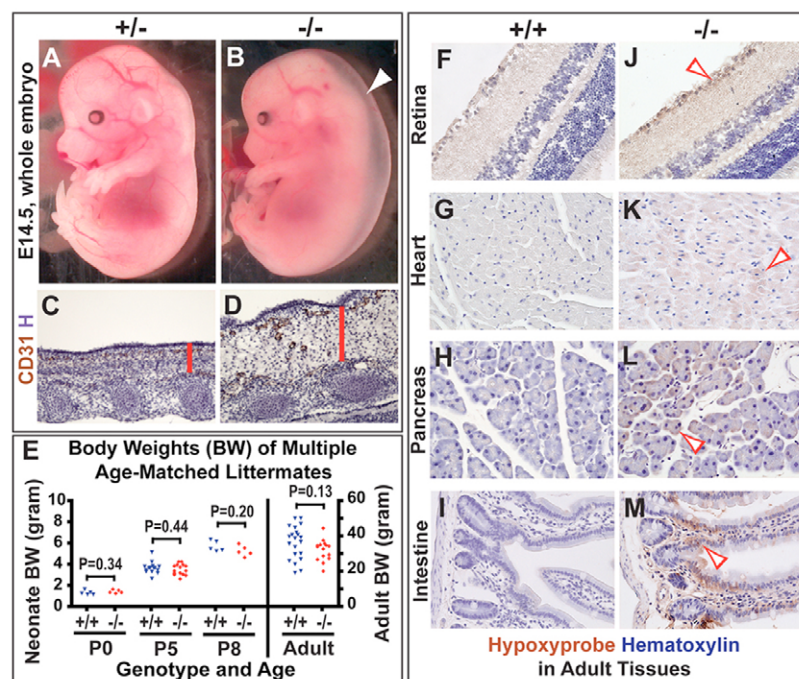 +/-
-/-
A
B
E14.5, whole embryo
C
D
CD31 H
E
Body Weights (BW) of Multiple
Age-Matched Littermates
Neonate BW (gram)
10
8
6
4
2
0
P=0.34
P=0.44
P=0.20
P=0.13
60
40
20
0
Adult BW (gram)
+/+ -/- +/+ -/- +/+ -/- +/+ -/-
P0 P5 P8 Adult
Genotype and Age
+/+
-/-
F
J
Retina
G
K
Heart
H
L
Pancreas
I
M
Intestine
Hypoxyprobe Hematoxylin
in Adult Tissues